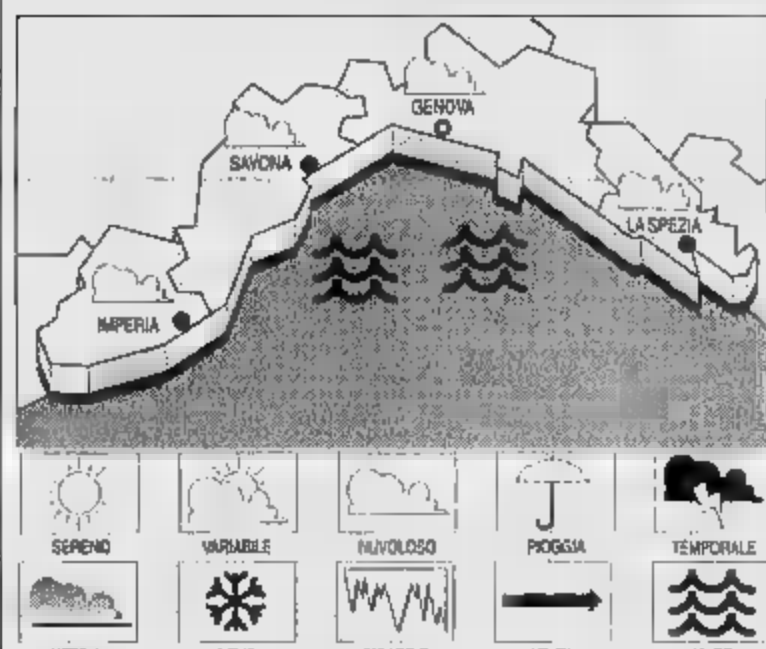 GENOVA
SAVONA
LA SPEZIA
IMPERIA
SERENO VARIABILE NUVOLOSO PIOGGIA TEMPORALE